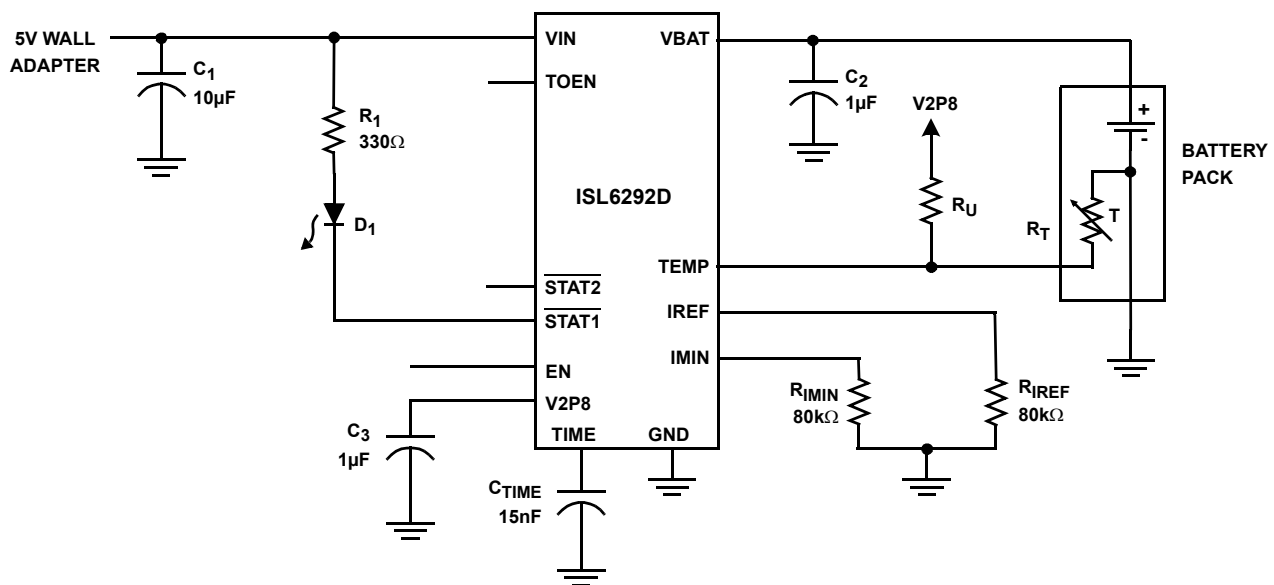 5V WALL
ADAPTER
C1
10µF
R1
330Ω
D1
VIN
TOEN
ISL6292D
STAT2
STAT1
EN
V2P8
TIME
GND
VBAT
TEMP
IREF
IMIN
C3
1µF
CTIME
15nF
C2
1µF
V2P8
RU
RT
T
+
-
BATTERY
PACK
RIMIN
80kΩ
RIREF
80kΩ